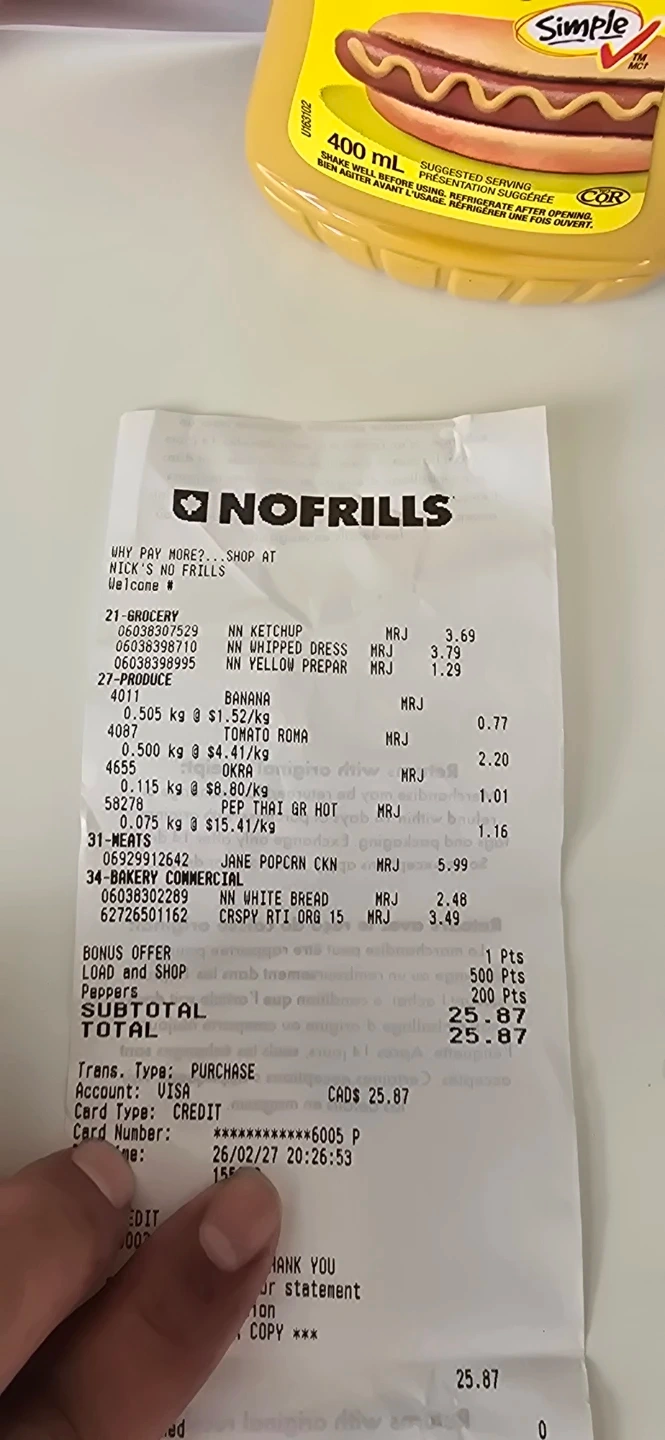 Simple
TM
MC†
U163102
400 mL
SUGGESTED SERVING
PRÉSENTATION SUGGÉRÉE
SHAKE WELL BEFORE USING. REFRIGERATE AFTER OPENING.
BIEN AGITER AVANT L'USAGE. RÉFRIGÉRER UNE FOIS OUVERT.
COR
NOFRILLS
WHY PAY MORE?...SHOP AT
NICK'S NO FRILLS
Welcome #
21-GROCERY
06038307529 NN KETCHUP MRJ 3.69
06038398710 NN WHIPPED DRESS MRJ 3.79
06038398995 NN YELLOW PREPAR MRJ 1.29
27-PRODUCE
4011 BANANA MRJ
0.505 kg @ $1.52/kg 0.77
4087 TOMATO ROMA MRJ
0.500 kg @ $4.41/kg 2.20
4655 OKRA MRJ
0.115 kg @ $8.80/kg 1.01
58278 PEP THAI GR HOT MRJ
0.075 kg @ $15.41/kg 1.16
31-MEATS
06929912642 JANE POPCRN CKN MRJ 5.99
34-BAKERY COMMERCIAL
06038302289 NN WHITE BREAD MRJ 2.48
62726501162 CRSPY RTI ORG 15 MRJ 3.49
BONUS OFFER 1 Pts
LOAD and SHOP 500 Pts
Peppers 200 Pts
SUBTOTAL 25.87
TOTAL 25.87
Trans. Type: PURCHASE
Account: VISA CAD$ 25.87
Card Type: CREDIT
Card Number: ************6005 P
26/02/27 20:26:53
COPY ***
statement
25.87
0